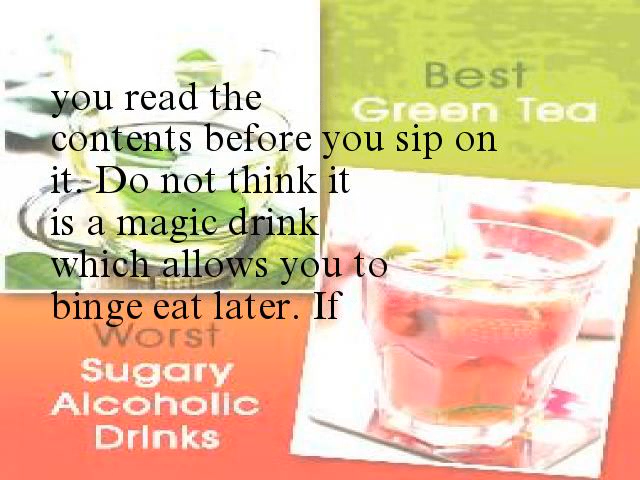 Best
Green Tea
you read the
contents before you sip on
it. Do not think it
is a magic drink
which allows you to
binge eat later. If
Worst
Sugary
Alcoholic
Drinks